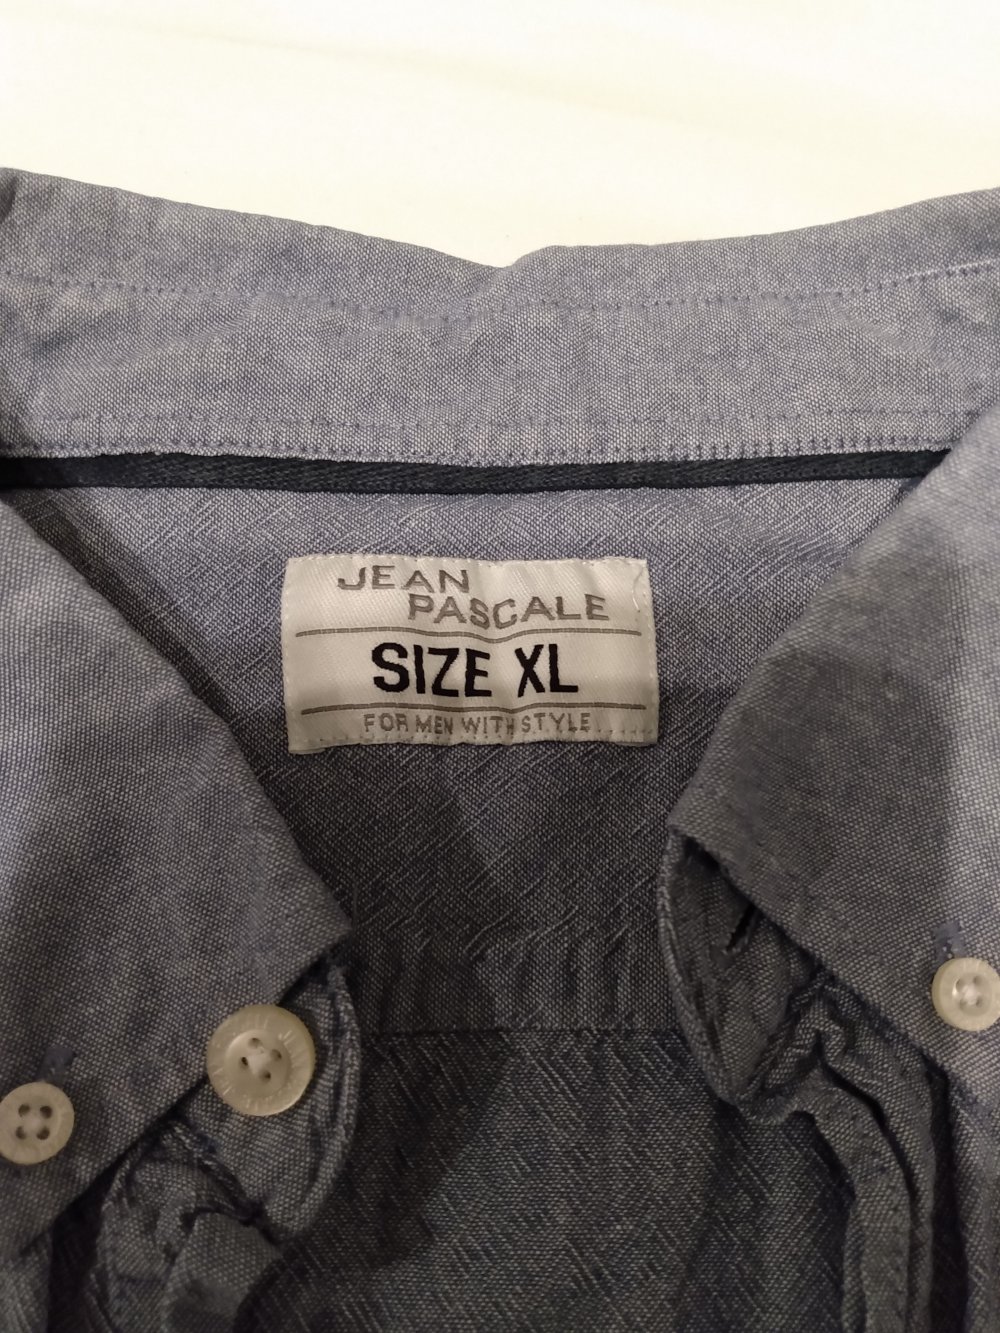 JEAN
PASCALE
SIZE XL
FOR MEN WITH STYLE